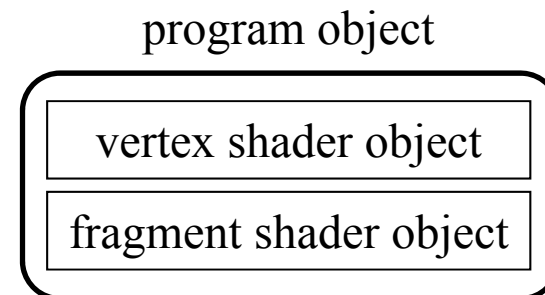 program object
vertex shader object
fragment shader object